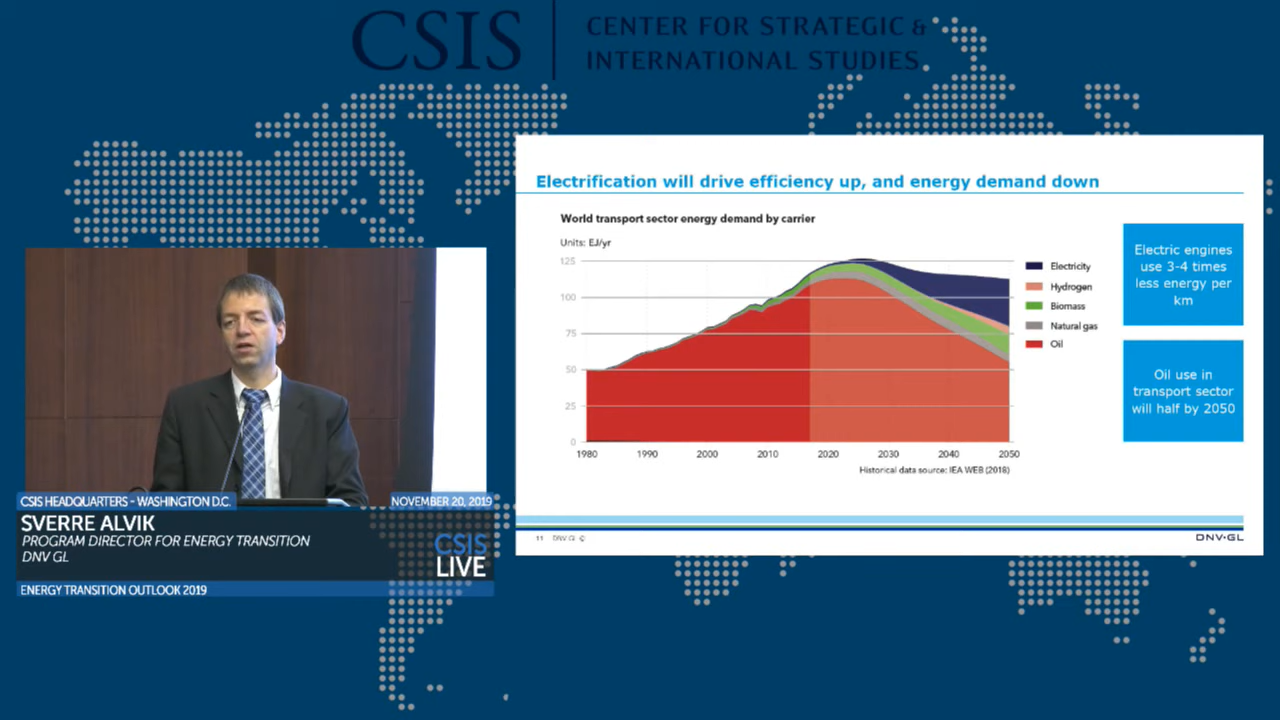 CSIS
CENTER FOR STRATEGIC &
INTERNATIONAL STUDIES
Electrification will drive efficiency up, and energy demand down
World transport sector energy demand by carrier
Units: EJ/yr
125
100
75
50
25
0
1980 1990 2000 2010 2020 2030 2040 2050
Historical data source: IEA WEB (2018)
Electricity
Hydrogen
Biomass
Natural gas
Oil
Electric engines
use 3-4 times
less energy per
km
Oil use in
transport sector
will half by 2050
11 DNV GL ©
DNV·GL
CSIS HEADQUARTERS - WASHINGTON D.C.
NOVEMBER 20, 2019
SVERRE ALVIK
PROGRAM DIRECTOR FOR ENERGY TRANSITION
DNV GL
CSIS
LIVE
ENERGY TRANSITION OUTLOOK 2019